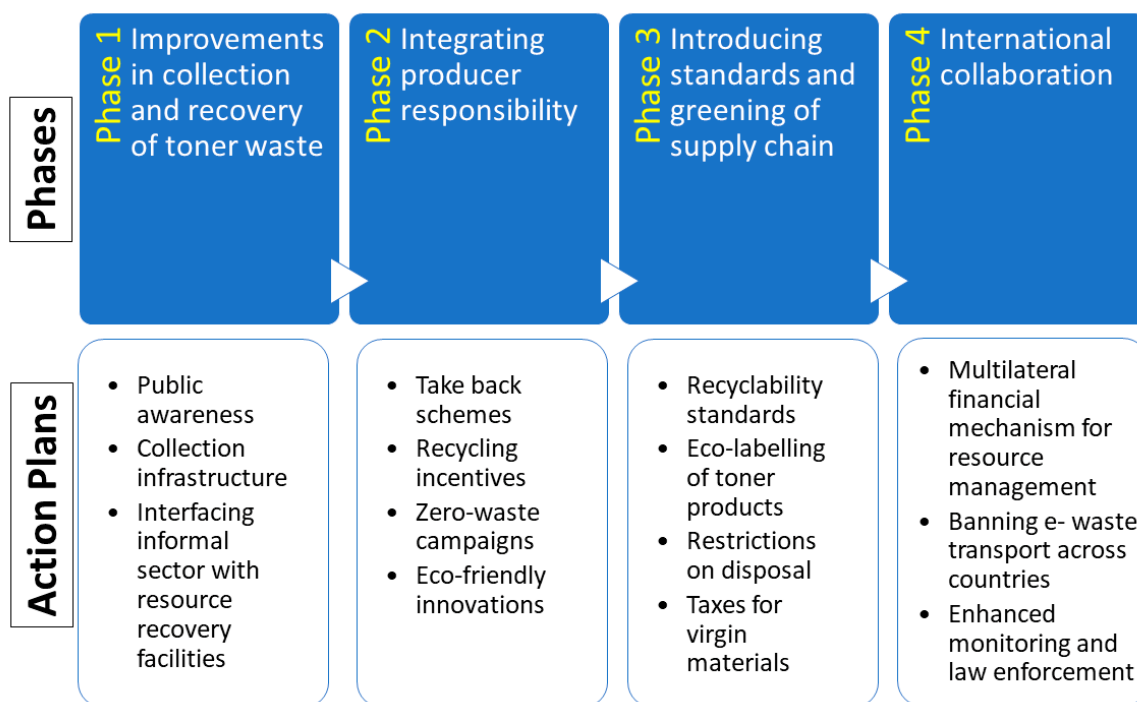 Phases
Phase 1
Improvements
in collection
and recovery
of toner waste
Phase 2
Integrating
producer
responsibility
Phase 3
Introducing
standards and
greening of
supply chain
Phase 4
International
collaboration
Action Plans
• Public
awareness
• Collection
infrastructure
• Interfacing
informal
sector with
resource
recovery
facilities
• Take back
schemes
• Recycling
incentives
• Zero-waste
campaigns
• Eco-friendly
innovations
• Recyclability
standards
• Eco-labelling
of toner
products
• Restrictions
on disposal
• Taxes for
virgin
materials
• Multilateral
financial
mechanism for
resource
management
• Banning e- waste
transport across
countries
• Enhanced
monitoring and
law enforcement